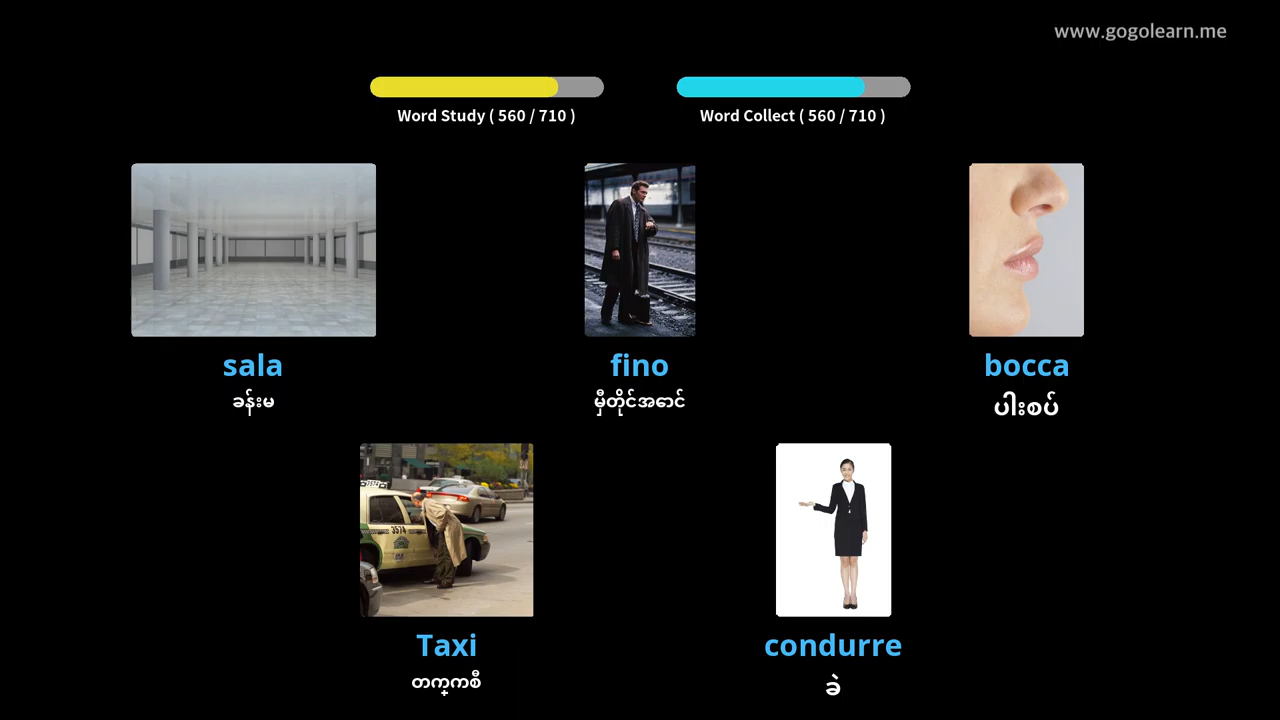 www.gogolearn.me
Word Study ( 560 / 710 )
Word Collect ( 560 / 710 )
sala
fino
bocca
ခန်းမ
မှီတိုင်အောင်
ပါးစပ်
3574
Taxi
condurre
တက္ကစီ
ခဲ